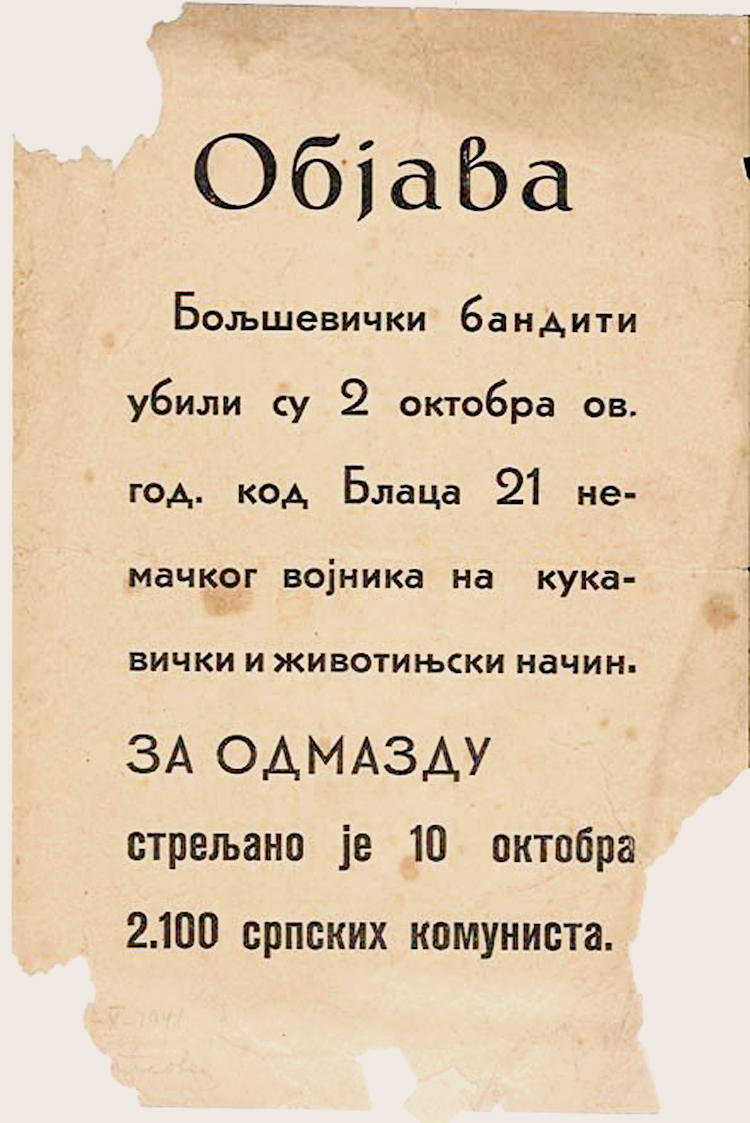 Објава
Бољшевички бандити
убили су 2 октобра ов.
год. код Блаца 21 не-
мачког војника на кука-
вички и животињски начин.
ЗА ОДМАЗДУ
стрељано је 10 октобра
2.100 српских комуниста.